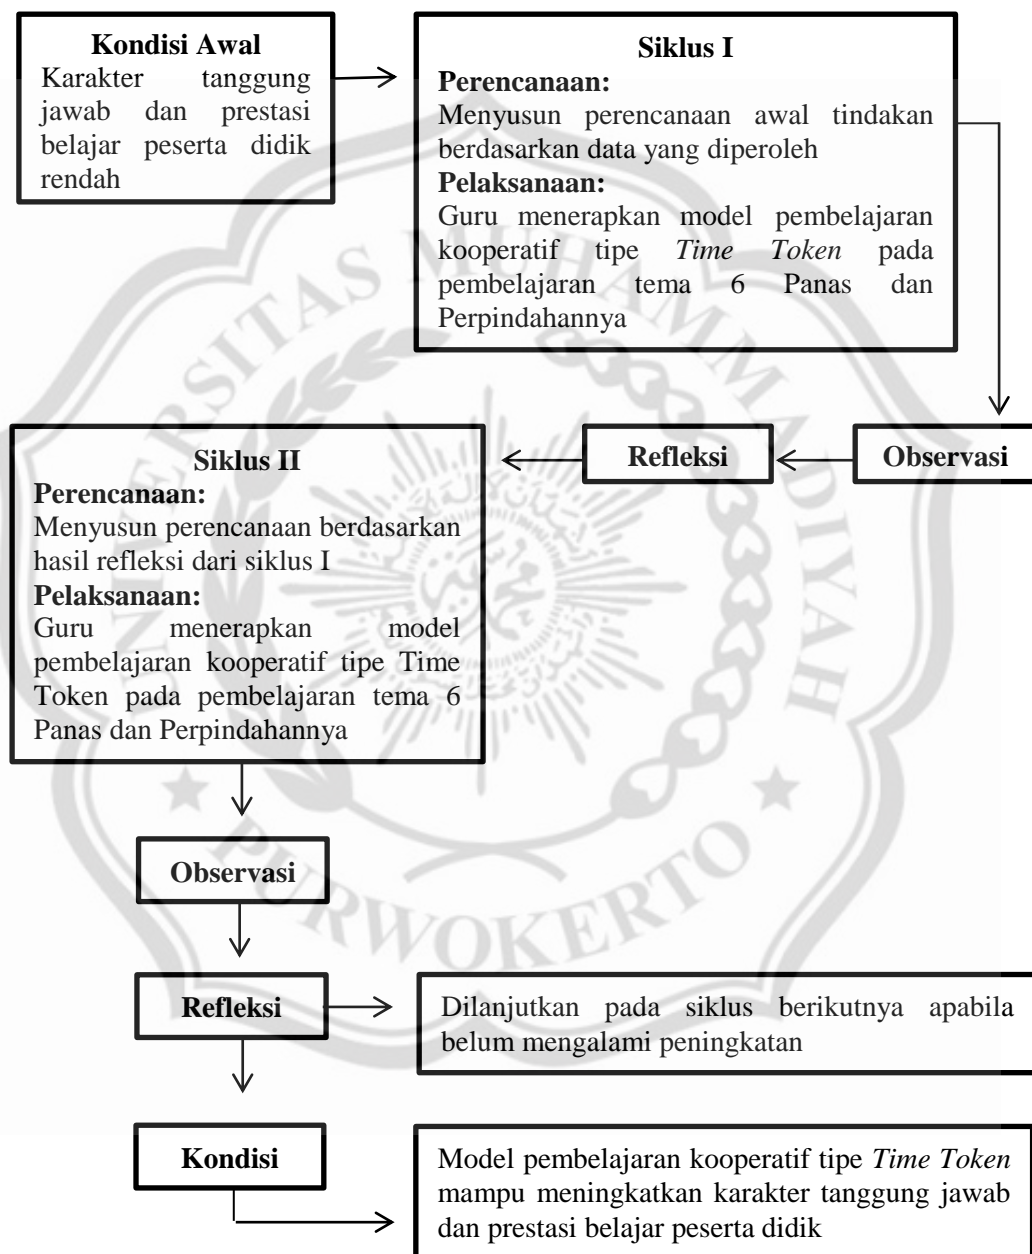 Kondisi Awal
Karakter tanggung
jawab dan prestasi
belajar peserta didik
rendah
Siklus I
Perencanaan:
Menyusun perencanaan awal tindakan
berdasarkan data yang diperoleh
Pelaksanaan:
Guru menerapkan model pembelajaran
kooperatif tipe Time Token pada
pembelajaran tema 6 Panas dan
Perpindahannya
Observasi
Refleksi
Siklus II
Perencanaan:
Menyusun perencanaan berdasarkan
hasil refleksi dari siklus I
Pelaksanaan:
Guru menerapkan model
pembelajaran kooperatif tipe Time
Token pada pembelajaran tema 6
Panas dan Perpindahannya
Observasi
Refleksi
Dilanjutkan pada siklus berikutnya apabila
belum mengalami peningkatan
Kondisi
Model pembelajaran kooperatif tipe Time Token
mampu meningkatkan karakter tanggung jawab
dan prestasi belajar peserta didik
UNIVERSITAS MUHAMMADIYAH
PURWOKERTO